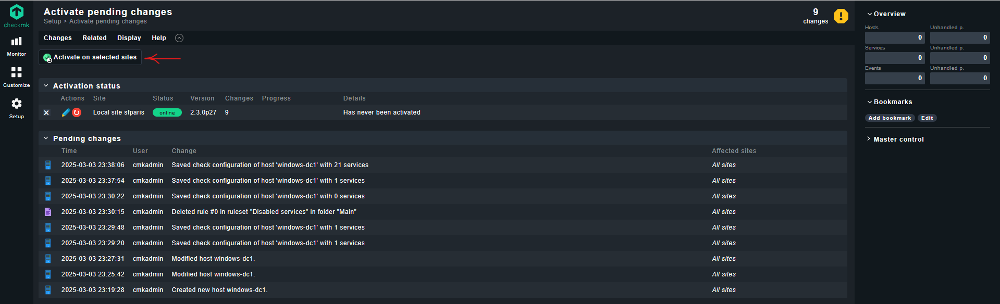 checkmk
Monitor
Customize
Setup
Activate pending changes
Setup > Activate pending changes
9
changes
Changes Related Display Help
Activate on selected sites
Activation status
Actions Site Status Version Changes Progress Details
Local site sfparis online 2.3.0p27 9 Has never been activated
Pending changes
Time User Change Affected sites
2025-03-03 23:38:06 cmkadmin Saved check configuration of host 'windows-dc1' with 21 services All sites
2025-03-03 23:37:54 cmkadmin Saved check configuration of host 'windows-dc1' with 1 services All sites
2025-03-03 23:30:22 cmkadmin Saved check configuration of host 'windows-dc1' with 0 services All sites
2025-03-03 23:30:15 cmkadmin Deleted rule #0 in ruleset "Disabled services" in folder "Main" All sites
2025-03-03 23:29:48 cmkadmin Saved check configuration of host 'windows-dc1' with 1 services All sites
2025-03-03 23:29:20 cmkadmin Saved check configuration of host 'windows-dc1' with 1 services All sites
2025-03-03 23:27:31 cmkadmin Modified host windows-dc1. All sites
2025-03-03 23:25:42 cmkadmin Modified host windows-dc1. All sites
2025-03-03 23:19:28 cmkadmin Created new host windows-dc1. All sites
Overview
Hosts Unhandled p.
0 0
Services Unhandled p.
0 0
Events Unhandled p.
0 0
Bookmarks
Add bookmark Edit
Master control